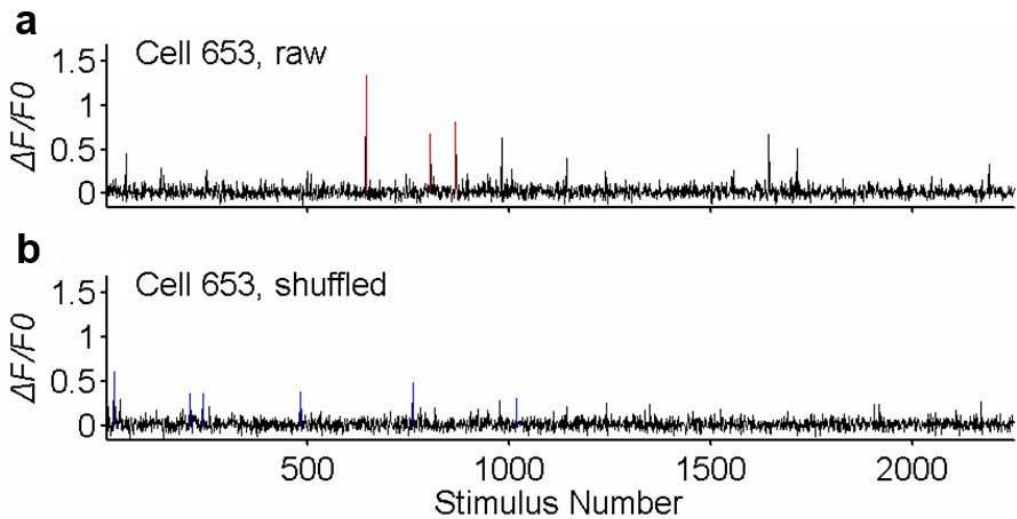 a
Cell 653, raw
ΔF/F0
1.5
1
0.5
0
b
Cell 653, shuffled
ΔF/F0
1.5
1
0.5
0
500 1000 1500 2000
Stimulus Number